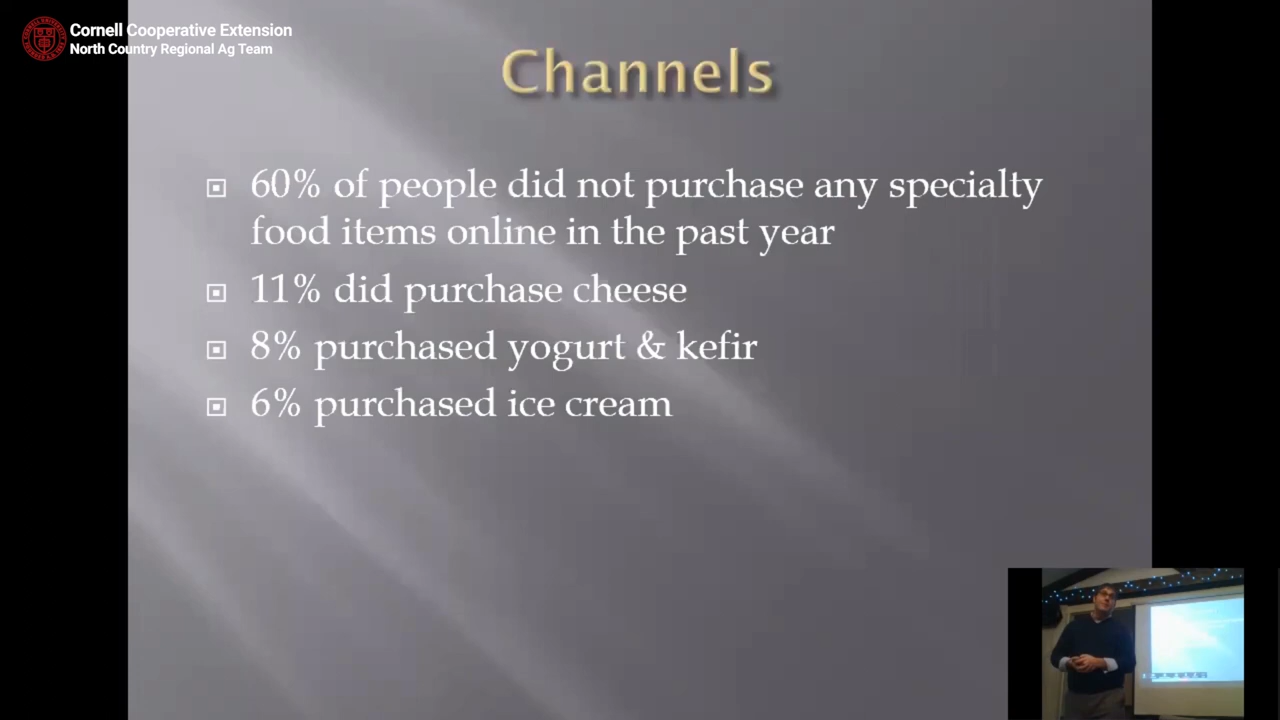 Cornell Cooperative Extension
North Country Regional Ag Team
Channels
60% of people did not purchase any specialty
food items online in the past year
11% did purchase cheese
8% purchased yogurt & kefir
6% purchased ice cream